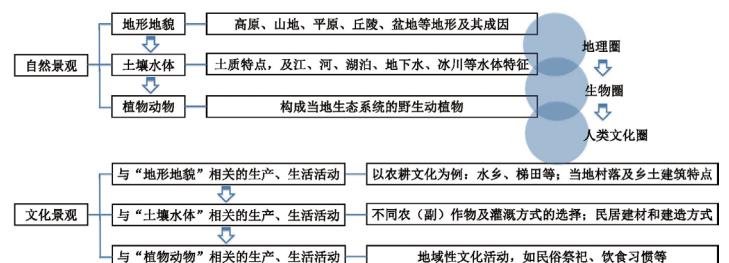 地形地貌
高原、山地、平原、丘陵、盆地等地形及其成因
地理圈
自然景观
土壤水体
土质特点，及江、河、湖泊、地下水、冰川等水体特征
生物圈
植物动物
构成当地生态系统的野生动植物
人类文化圈
与“地形地貌”相关的生产、生活活动
以农耕文化为例：水乡、梯田等；当地村落及乡土建筑特点
文化景观
与“土壤水体”相关的生产、生活活动
不同农（副）作物及灌溉方式的选择；民居建材和建造方式
与“植物动物”相关的生产、生活活动
地域性文化活动，如民俗祭祀、饮食习惯等